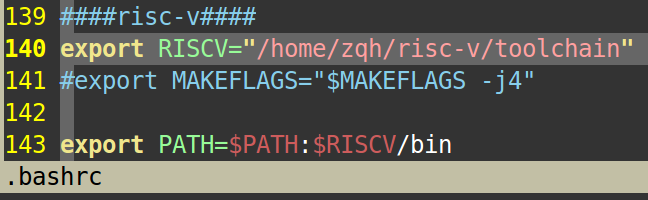 139 ####risc-v####
140 export RISCV="/home/zqh/risc-v/toolchain"
141 #export MAKEFLAGS="$MAKEFLAGS -j4"
142
143 export PATH=$PATH:$RISCV/bin
.bashrc